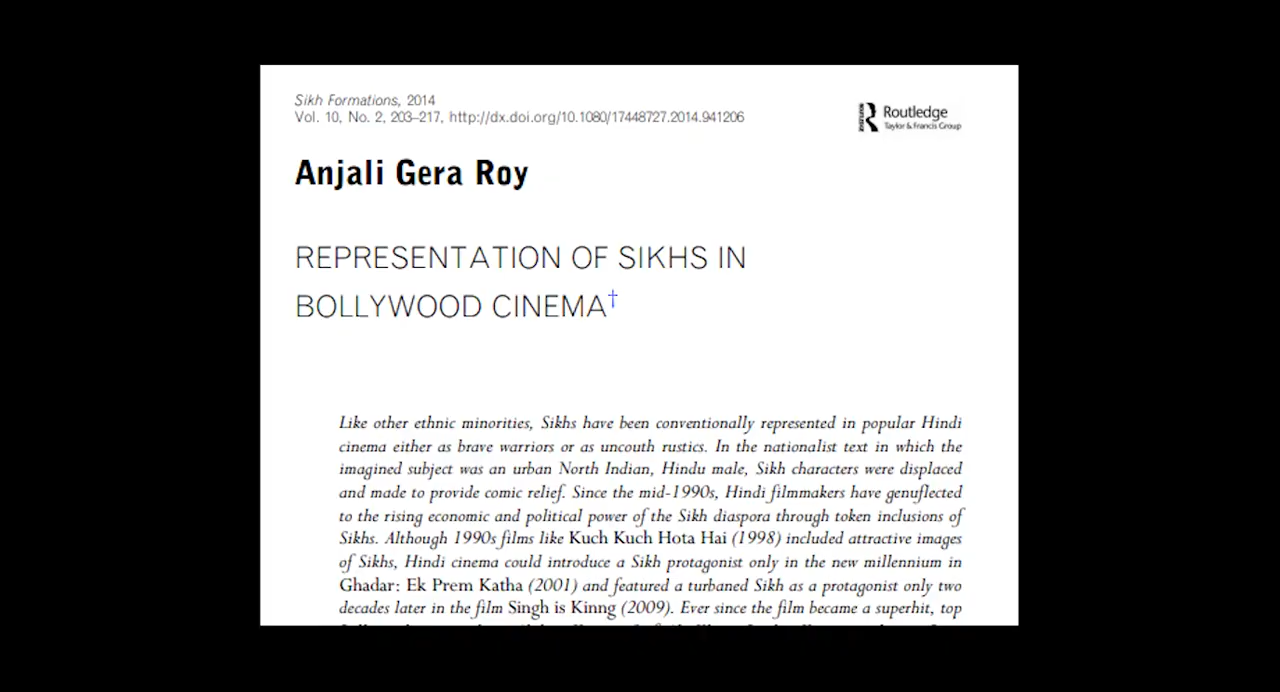 Sikh Formations, 2014
Vol. 10, No. 2, 203–217, http://dx.doi.org/10.1080/17448727.2014.941206
Routledge
Taylor & Francis Group
Anjali Gera Roy
REPRESENTATION OF SIKHS IN
BOLLYWOOD CINEMA†
Like other ethnic minorities, Sikhs have been conventionally represented in popular Hindi
cinema either as brave warriors or as uncouth rustics. In the nationalist text in which the
imagined subject was an urban North Indian, Hindu male, Sikh characters were displaced
and made to provide comic relief. Since the mid-1990s, Hindi filmmakers have genuflected
to the rising economic and political power of the Sikh diaspora through token inclusions of
Sikhs. Although 1990s films like Kuch Kuch Hota Hai (1998) included attractive images
of Sikhs, Hindi cinema could introduce a Sikh protagonist only in the new millennium in
Ghadar: Ek Prem Katha (2001) and featured a turbaned Sikh as a protagonist only two
decades later in the film Singh is Kinng (2009). Ever since the film became a superhit, top